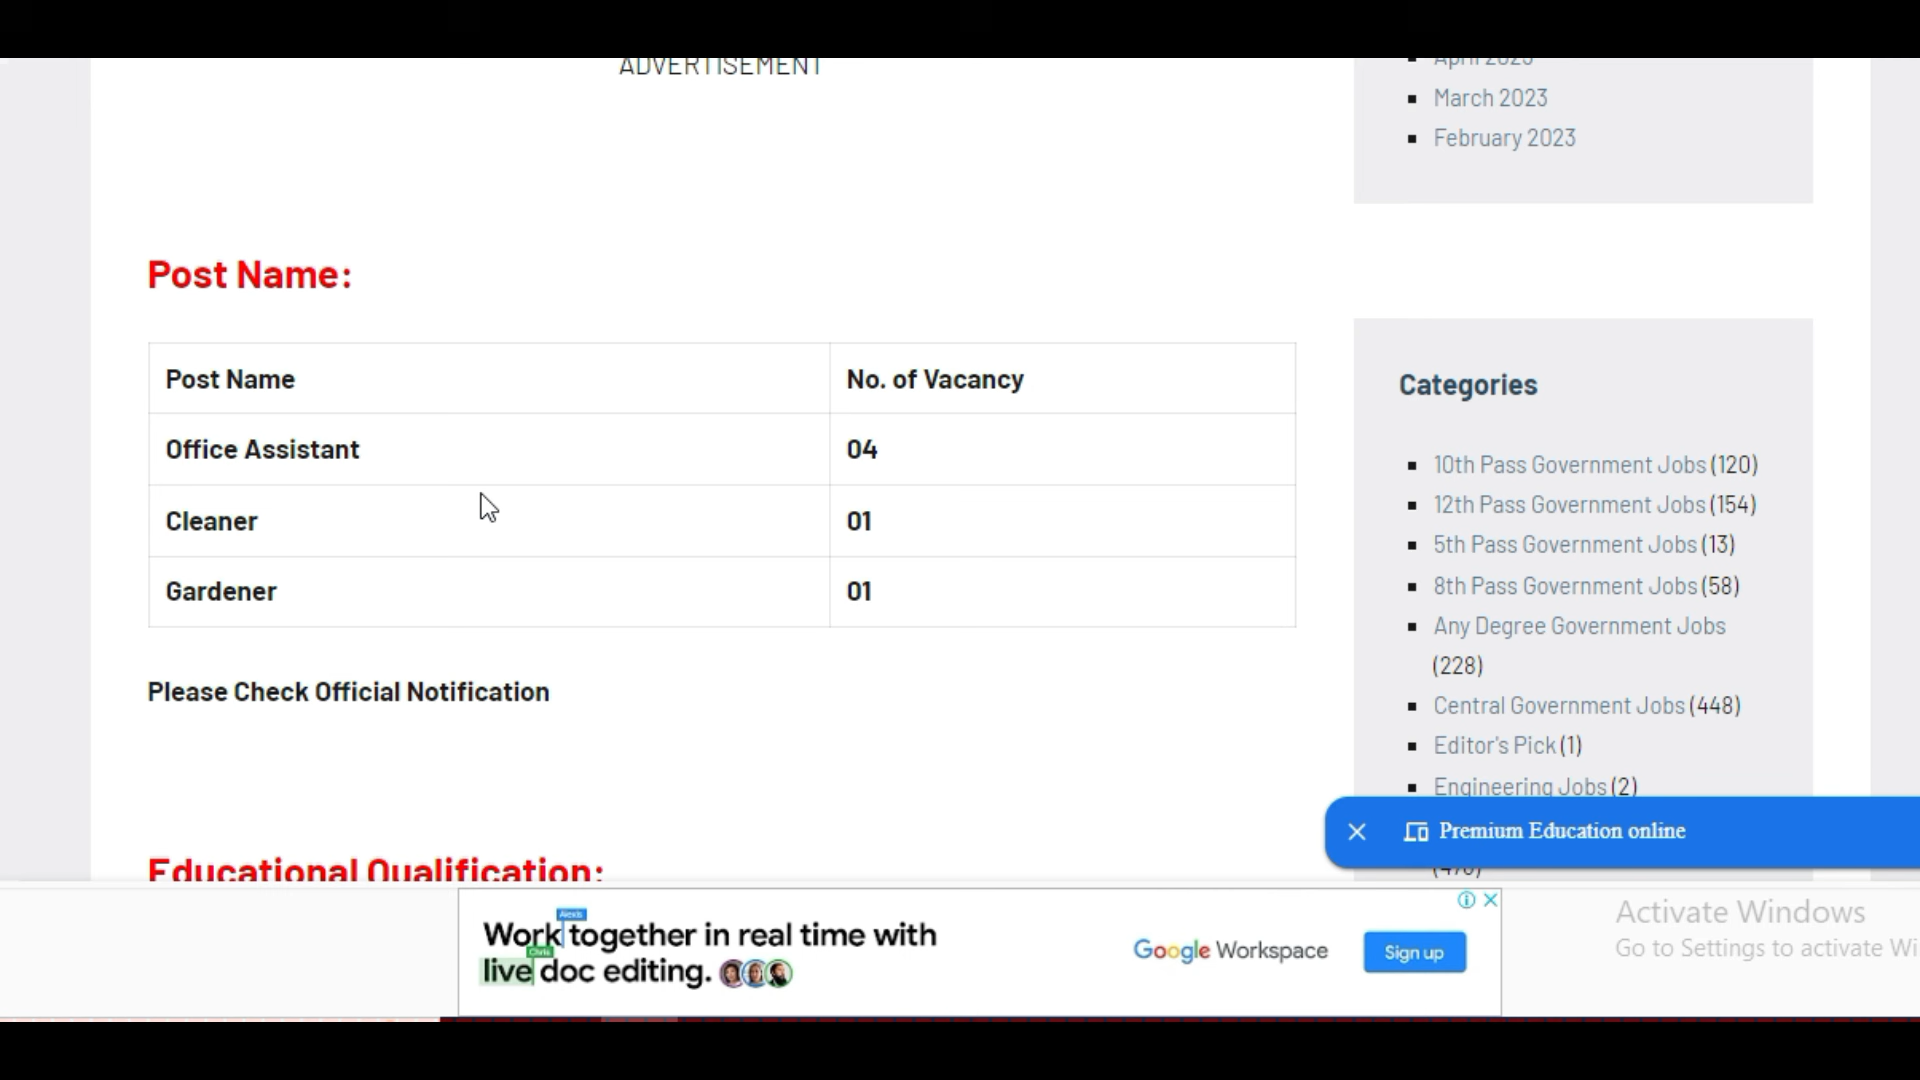 ADVERTISEMENT
April 2023
March 2023
February 2023
Post Name:
Post Name No. of Vacancy
Office Assistant 04
Cleaner 01
Gardener 01
Please Check Official Notification
Educational Qualification:
Categories
10th Pass Government Jobs (120)
12th Pass Government Jobs (154)
5th Pass Government Jobs (13)
8th Pass Government Jobs (58)
Any Degree Government Jobs
(228)
Central Government Jobs (448)
Editor's Pick (1)
Engineering Jobs (2)
Premium Education online
Alexis
Work together in real time with
Chris
live doc editing.
Google Workspace
Sign up
Activate Windows
Go to Settings to activate Wi